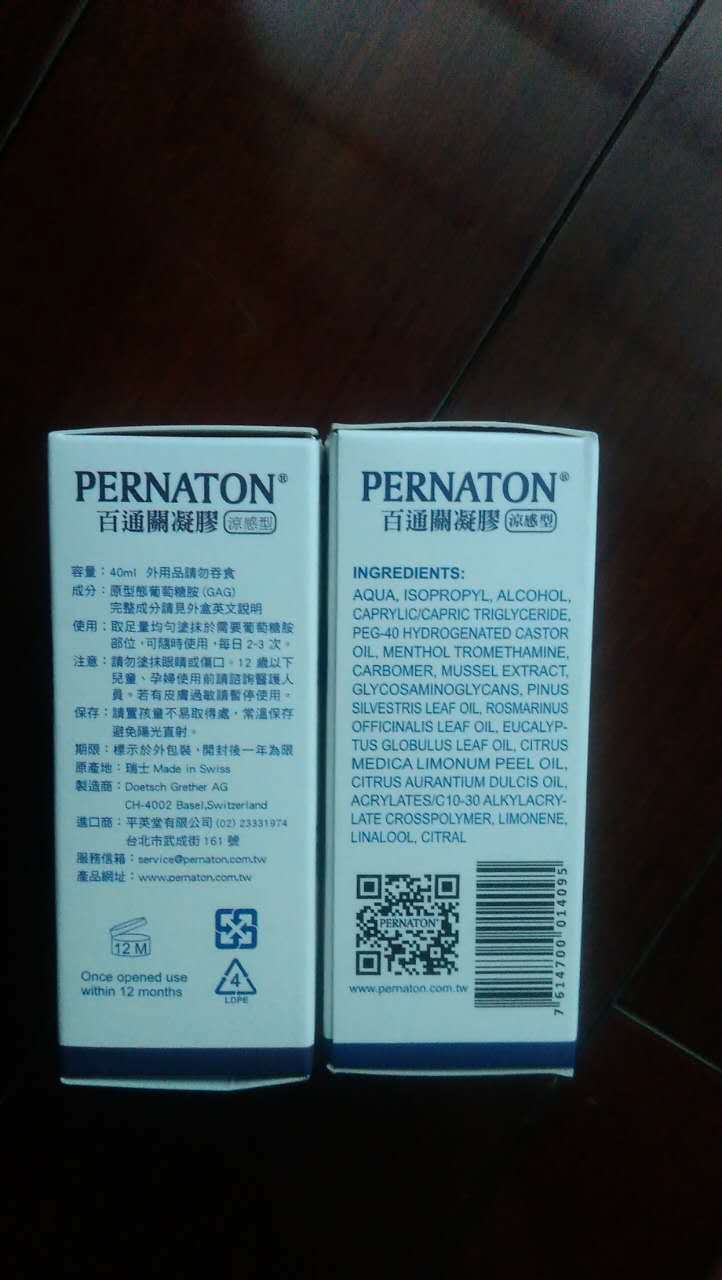 PERNATON®
百通關凝膠 涼感型
容量：40ml 外用品請勿吞食
成分：原型態葡萄糖胺(GAG)
完整成分請見外盒英文說明
使用：取足量均勻塗抹於需要葡萄糖胺
部位，可隨時使用，每日2-3次。
注意：請勿塗抹眼睛或傷口。12歲以下
兒童、孕婦使用前請諮詢醫護人
員。若有皮膚過敏請暫停使用。
保存：請置孩童不易取得處，常溫保存
避免陽光直射。
期限：標示於外包裝，開封後一年為限
原產地：瑞士 Made in Swiss
製造商：Doetsch Grether AG
CH-4002 Basel,Switzerland
進口商：平英堂有限公司(02)23331974
台北市武成街161號
服務信箱：service@pernaton.com.tw
產品網址：www.pernaton.com.tw
12 M
Once opened use
within 12 months
4
LDPE
PERNATON®
百通關凝膠 涼感型
INGREDIENTS:
AQUA, ISOPROPYL, ALCOHOL,
CAPRYLIC/CAPRIC TRIGLYCERIDE,
PEG-40 HYDROGENATED CASTOR
OIL, MENTHOL TROMETHAMINE,
CARBOMER, MUSSEL EXTRACT,
GLYCOSAMINOGLYCANS, PINUS
SILVESTRIS LEAF OIL, ROSMARINUS
OFFICINALIS LEAF OIL, EUCALYP-
TUS GLOBULUS LEAF OIL, CITRUS
MEDICA LIMONUM PEEL OIL,
CITRUS AURANTIUM DULCIS OIL,
ACRYLATES/C10-30 ALKYLACRY-
LATE CROSSPOLYMER, LIMONENE,
LINALOOL, CITRAL
PERNATON®
www.pernaton.com.tw
7 614700 014095